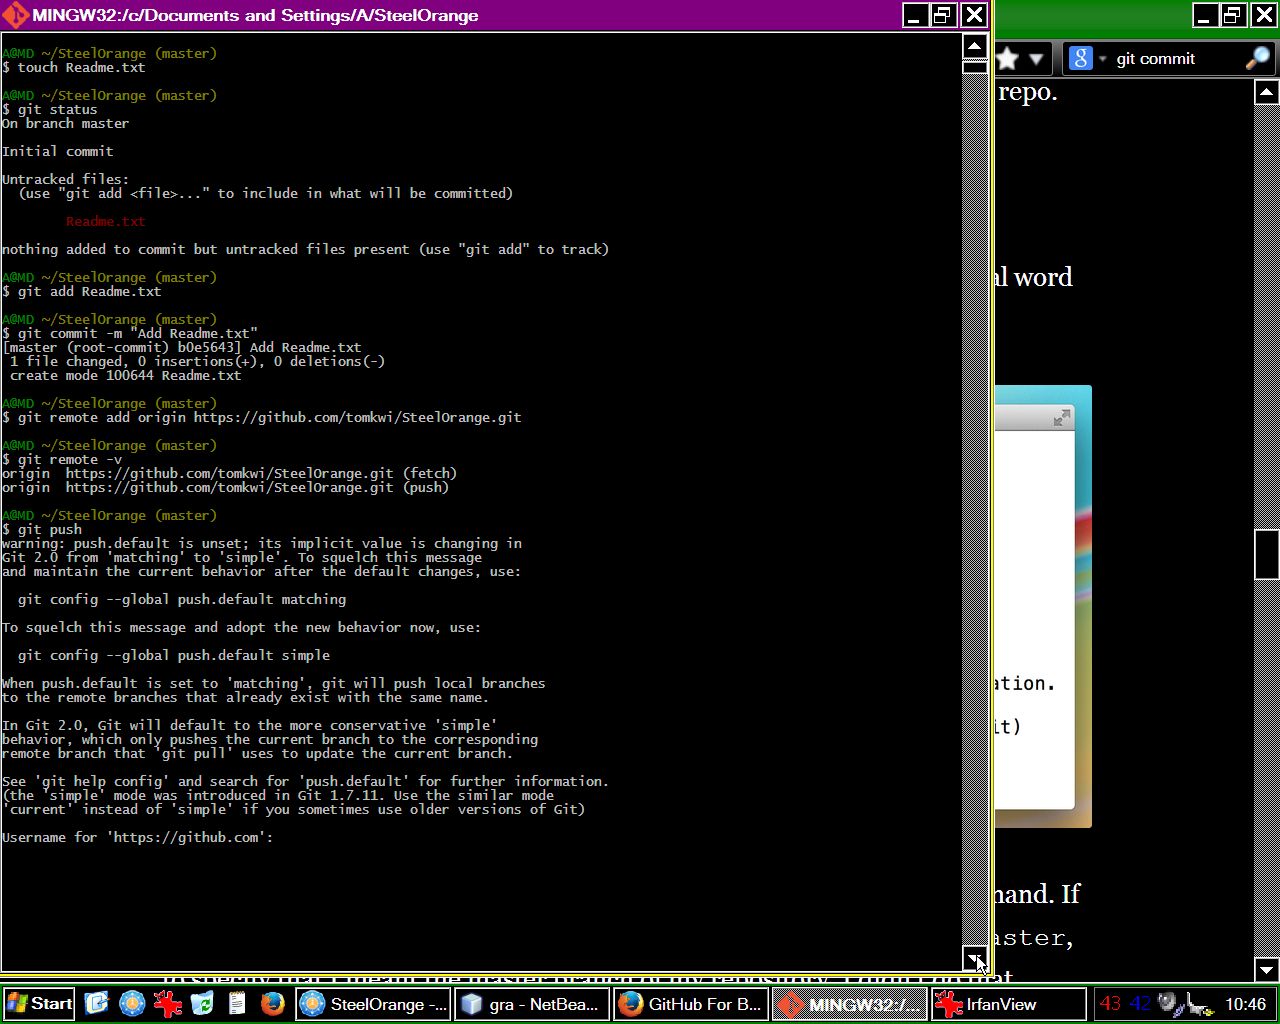 MINGW32:/c/Documents and Settings/A/SteelOrange
A@MD ~/SteelOrange (master)
$ touch Readme.txt
A@MD ~/SteelOrange (master)
$ git status
On branch master
Initial commit
Untracked files:
(use "git add <file>..." to include in what will be committed)
Readme.txt
nothing added to commit but untracked files present (use "git add" to track)
A@MD ~/SteelOrange (master)
$ git add Readme.txt
A@MD ~/SteelOrange (master)
$ git commit -m "Add Readme.txt"
[master (root-commit) b0e5643] Add Readme.txt
1 file changed, 0 insertions(+), 0 deletions(-)
create mode 100644 Readme.txt
A@MD ~/SteelOrange (master)
$ git remote add origin https://github.com/tomkwi/SteelOrange.git
A@MD ~/SteelOrange (master)
$ git remote -v
origin  https://github.com/tomkwi/SteelOrange.git (fetch)
origin  https://github.com/tomkwi/SteelOrange.git (push)
A@MD ~/SteelOrange (master)
$ git push
warning: push.default is unset; its implicit value is changing in
Git 2.0 from 'matching' to 'simple'. To squelch this message
and maintain the current behavior after the default changes, use:
git config --global push.default matching
To squelch this message and adopt the new behavior now, use:
git config --global push.default simple
When push.default is set to 'matching', git will push local branches
to the remote branches that already exist with the same name.
In Git 2.0, Git will default to the more conservative 'simple'
behavior, which only pushes the current branch to the corresponding
remote branch that 'git pull' uses to update the current branch.
See 'git help config' and search for 'push.default' for further information.
(the 'simple' mode was introduced in Git 1.7.11. Use the similar mode
'current' instead of 'simple' if you sometimes use older versions of Git)
Username for 'https://github.com':
git commit
repo.
al word
ation.
it)
mand. If
aster,
Start
SteelOrange -...
gra - NetBea...
GitHub For B...
MINGW32:/...
IrfanView
43 42
10:46